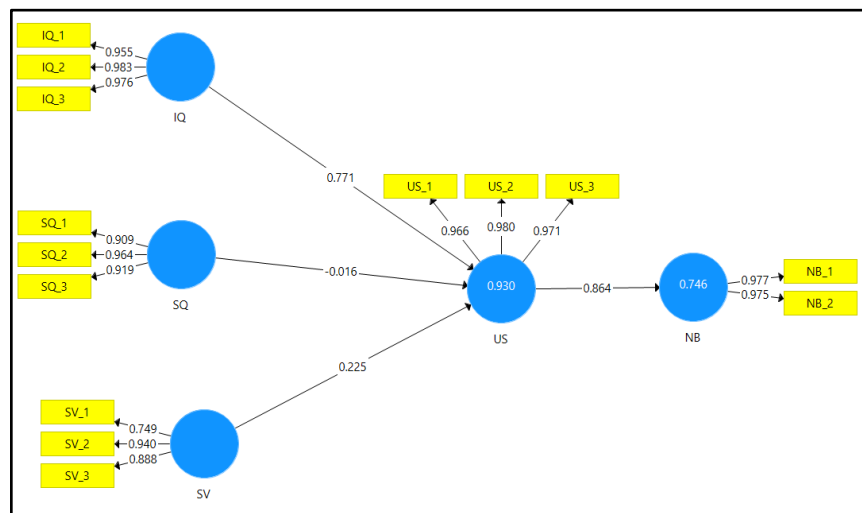 IQ_1
0.955
IQ_2
0.983
0.976
IQ_3
IQ
0.771
US_1
US_2
US_3
0.966
0.980
0.971
SQ_1
0.909
SQ_2
0.964
0.919
SQ_3
SQ
-0.016
0.930
US
0.864
0.746
NB
0.977
NB_1
0.975
NB_2
0.225
SV_1
0.749
SV_2
0.940
0.888
SV_3
SV